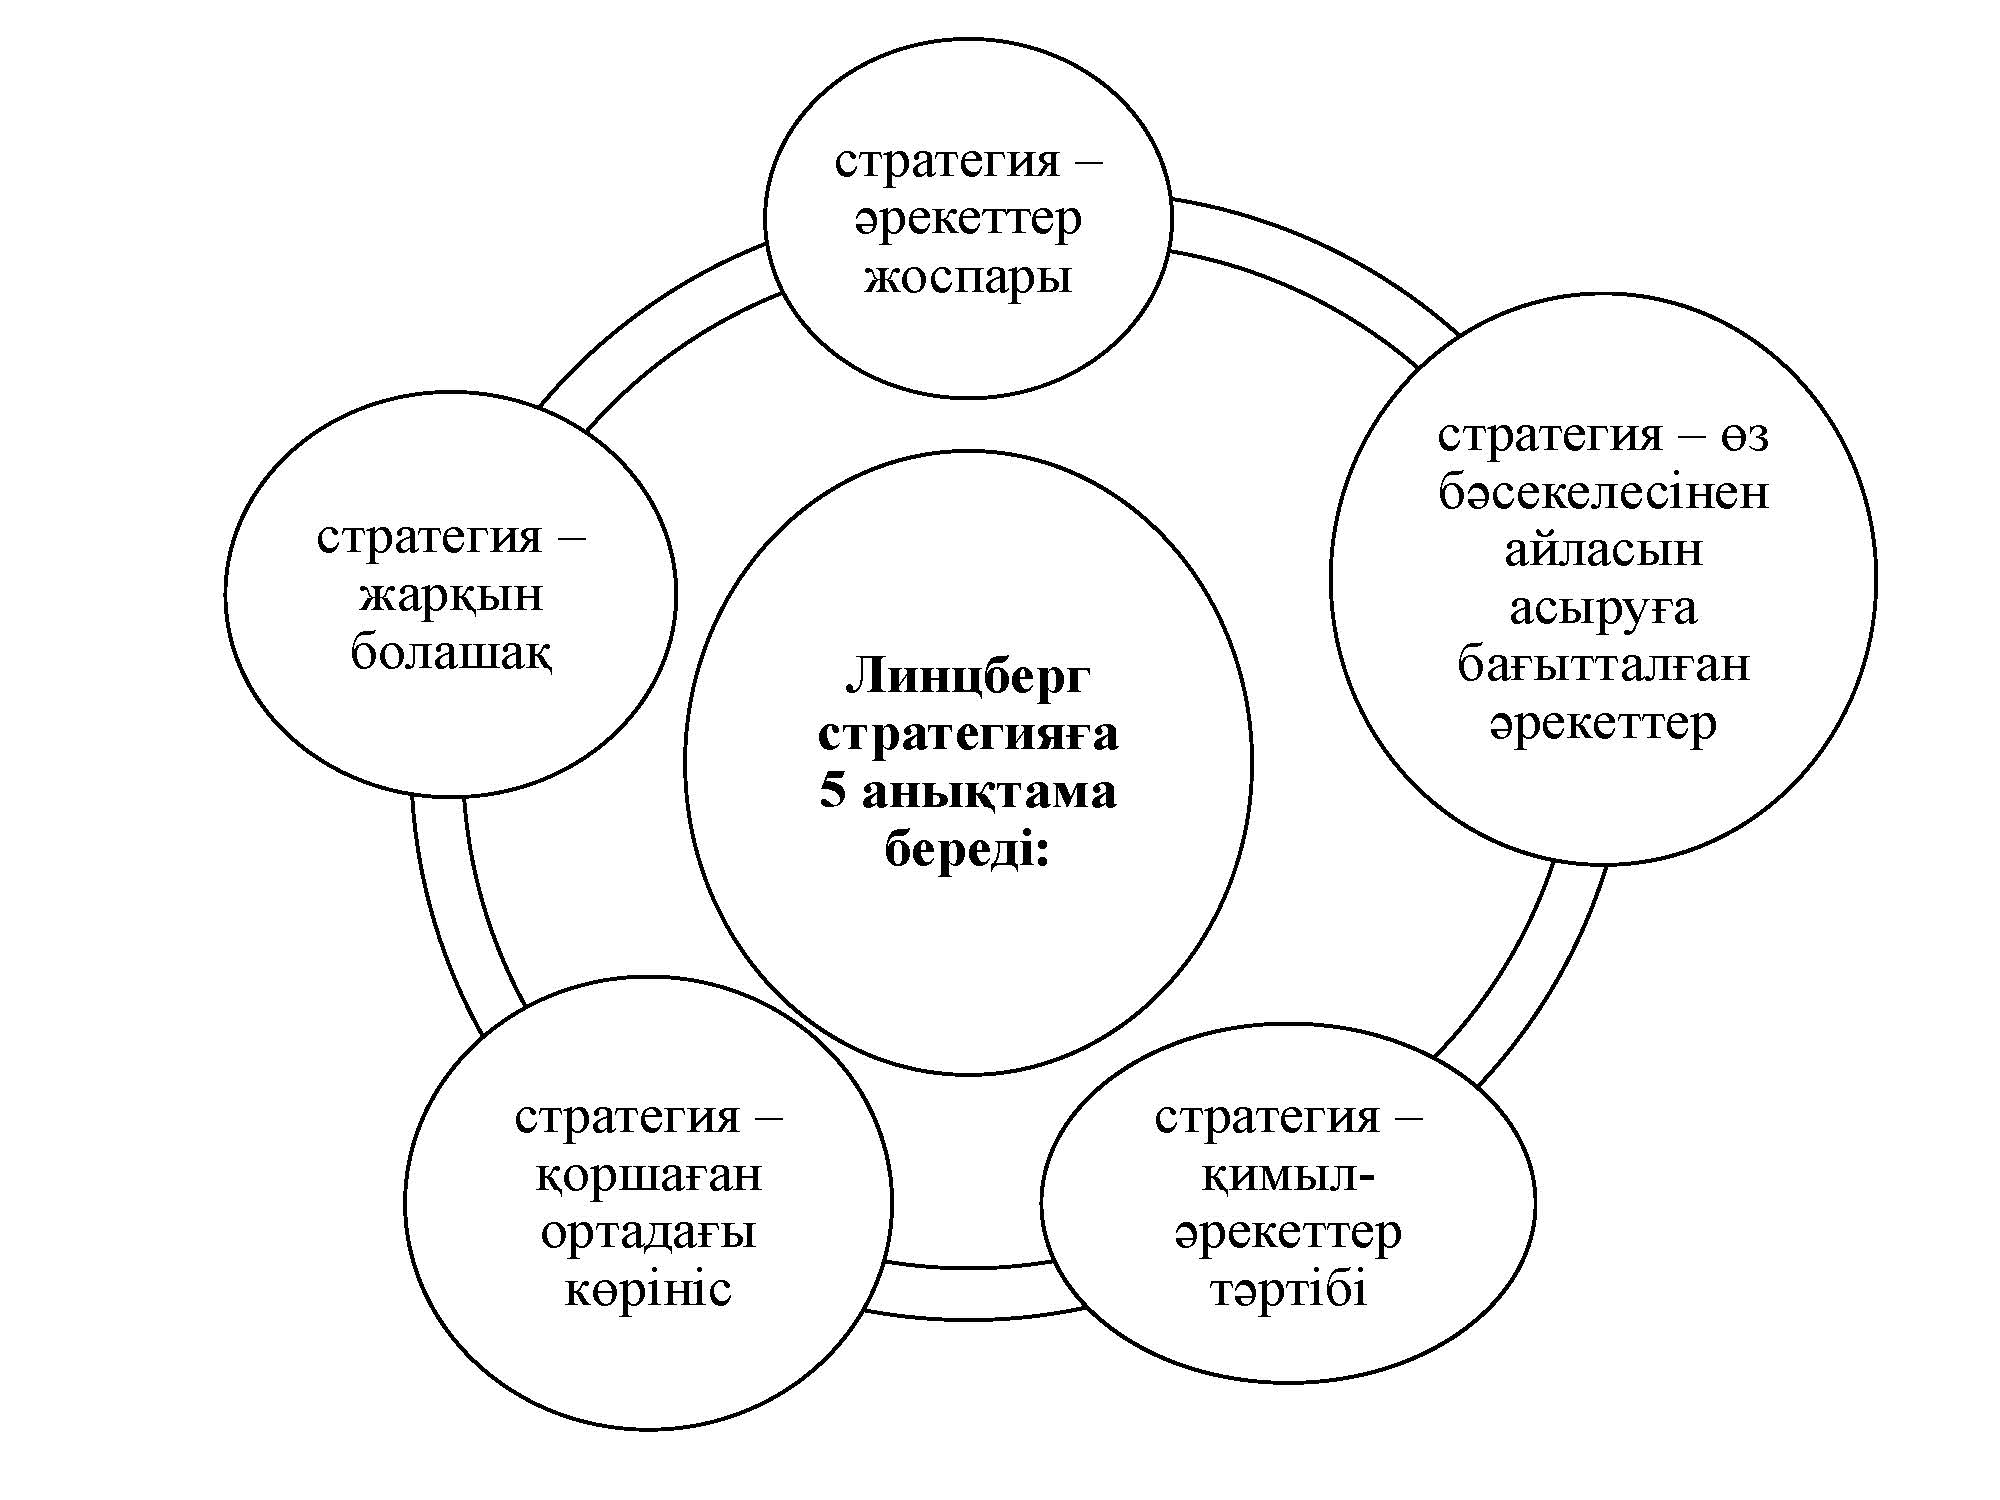 стратегия –
әрекеттер
жоспары
стратегия – өз
бәсекелесінен
айласын
асыруға
бағытталған
әрекеттер
стратегия –
қимыл-
әрекеттер
тәртібі
стратегия –
қоршаған
ортадағы
көрініс
стратегия –
жарқын
болашақ
Линцберг
стратегияға
5 анықтама
береді: